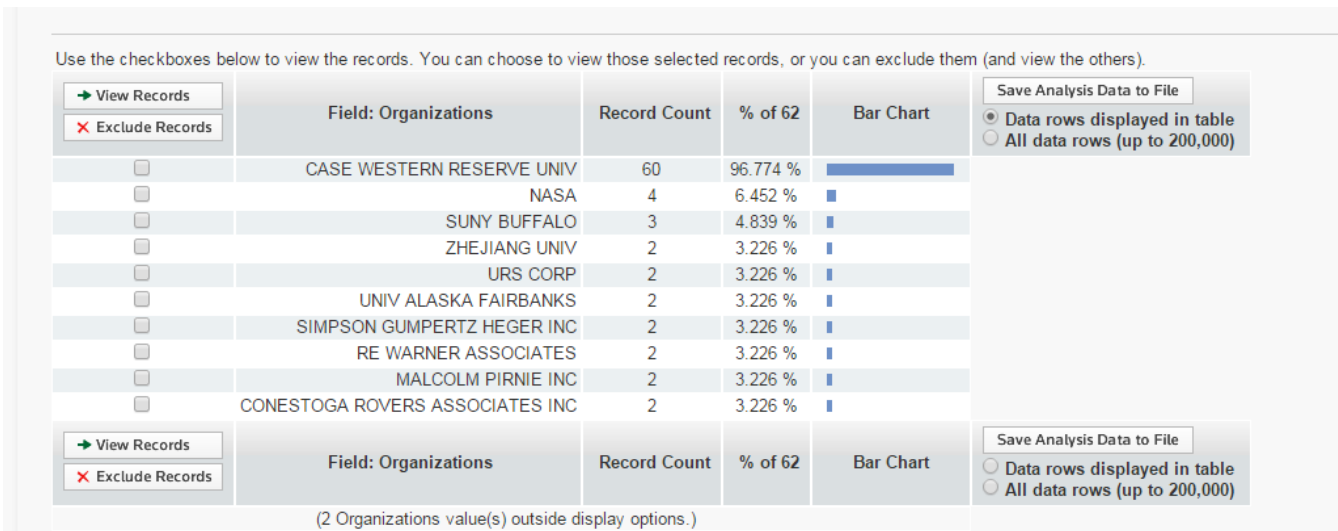 Use the checkboxes below to view the records. You can choose to view those selected records, or you can exclude them (and view the others).
View Records
Exclude Records
Field: Organizations
Record Count
% of 62
Bar Chart
Save Analysis Data to File
Data rows displayed in table
All data rows (up to 200,000)
CASE WESTERN RESERVE UNIV 60 96.774 %
NASA 4 6.452 %
SUNY BUFFALO 3 4.839 %
ZHEJIANG UNIV 2 3.226 %
URS CORP 2 3.226 %
UNIV ALASKA FAIRBANKS 2 3.226 %
SIMPSON GUMPERTZ HEGER INC 2 3.226 %
RE WARNER ASSOCIATES 2 3.226 %
MALCOLM PIRNIE INC 2 3.226 %
CONESTOGA ROVERS ASSOCIATES INC 2 3.226 %
View Records
Exclude Records
Field: Organizations
Record Count
% of 62
Bar Chart
Save Analysis Data to File
Data rows displayed in table
All data rows (up to 200,000)
(2 Organizations value(s) outside display options.)